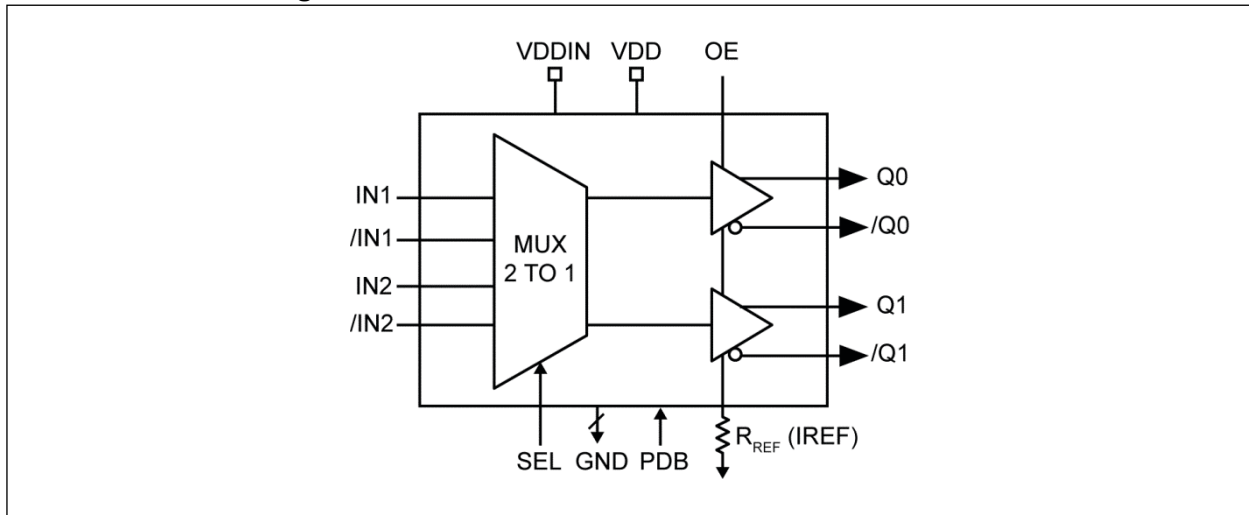 VDDIN VDD OE
IN1
/IN1
IN2
/IN2
MUX
2 TO 1
Q0
/Q0
Q1
/Q1
SEL GND PDB
RREF (IREF)